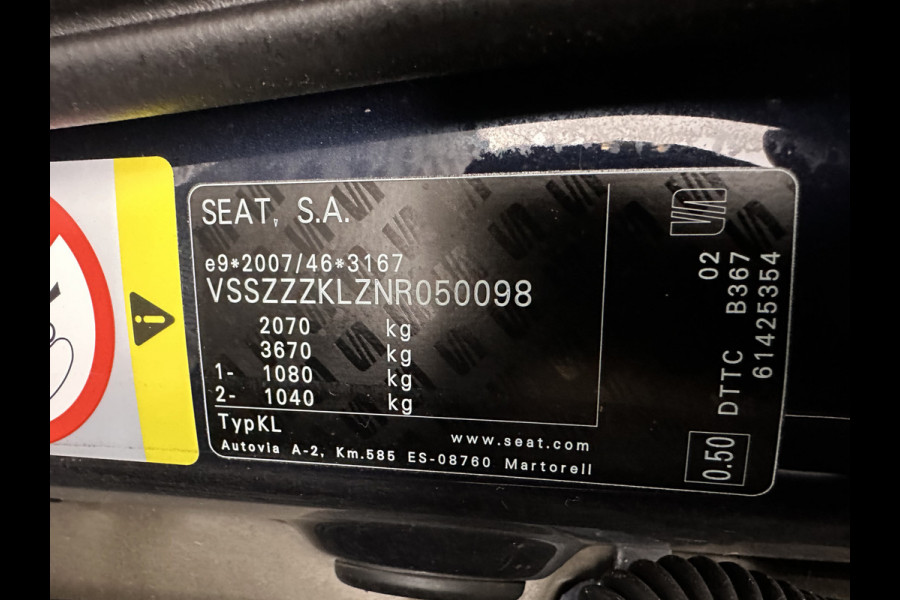 SEAT, S.A.
e9*2007/46*3167
VSSZZZKLZNR050098
2070 kg
3670 kg
1- 1080 kg
2- 1040 kg
TypKL
www.seat.com
Autovia A-2, Km.585 ES-08760 Martorell
02
DTTC B367
61425354
0.50